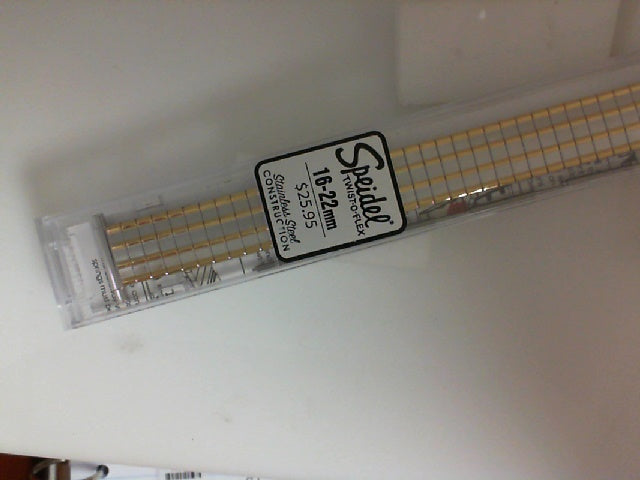 Speidel®
TWIST-O-FLEX
16-22mm
$25.95
Stainless Steel
CONSTRUCTION